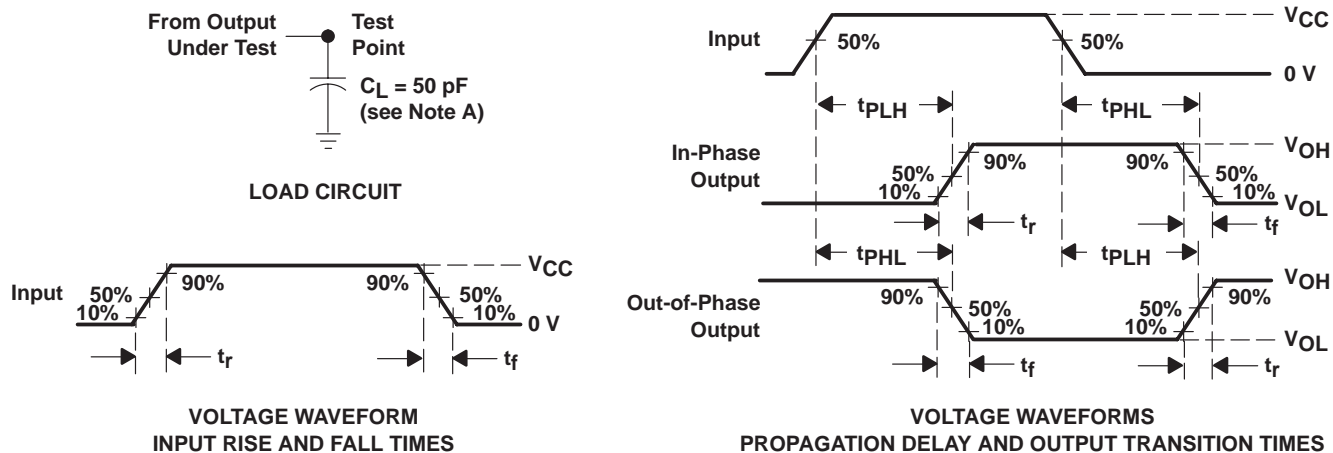 From Output
Under Test
Test
Point
CL = 50 pF
(see Note A)
LOAD CIRCUIT
Input
50%
10%
90%
90%
50%
10%
VCC
0 V
tr
tf
VOLTAGE WAVEFORM
INPUT RISE AND FALL TIMES
Input
50%
50%
VCC
0 V
tPLH
tPHL
In-Phase
Output
50%
10%
90%
90%
50%
10%
VOH
VOL
tr
tf
tPHL
tPLH
Out-of-Phase
Output
90%
50%
10%
50%
10%
90%
VOH
VOL
tf
tr
VOLTAGE WAVEFORMS
PROPAGATION DELAY AND OUTPUT TRANSITION TIMES